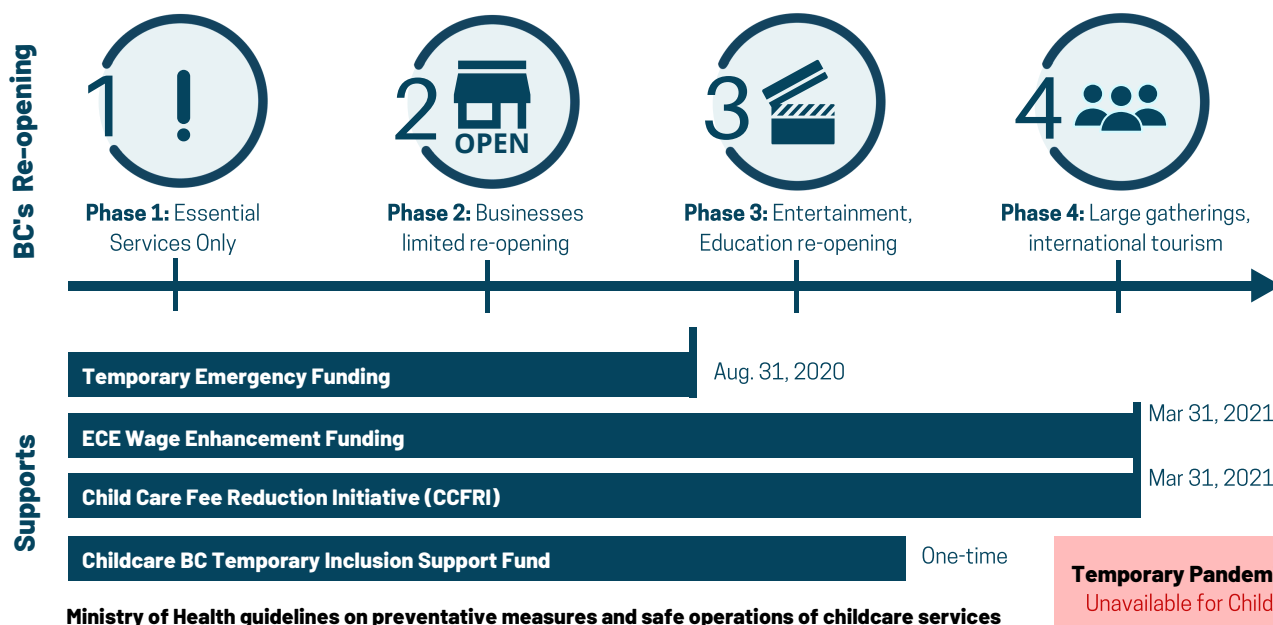 BC's Re-opening
1
2
OPEN
3
4
Phase 1: Essential
Services Only
Phase 2: Businesses
limited re-opening
Phase 3: Entertainment,
Education re-opening
Phase 4: Large gatherings,
international tourism
Supports
Temporary Emergency Funding
Aug. 31, 2020
ECE Wage Enhancement Funding
Mar 31, 2021
Child Care Fee Reduction Initiative (CCFRI)
Mar 31, 2021
Childcare BC Temporary Inclusion Support Fund
One-time
Temporary Pandem
Unavailable for Child
Ministry of Health guidelines on preventative measures and safe operations of childcare services